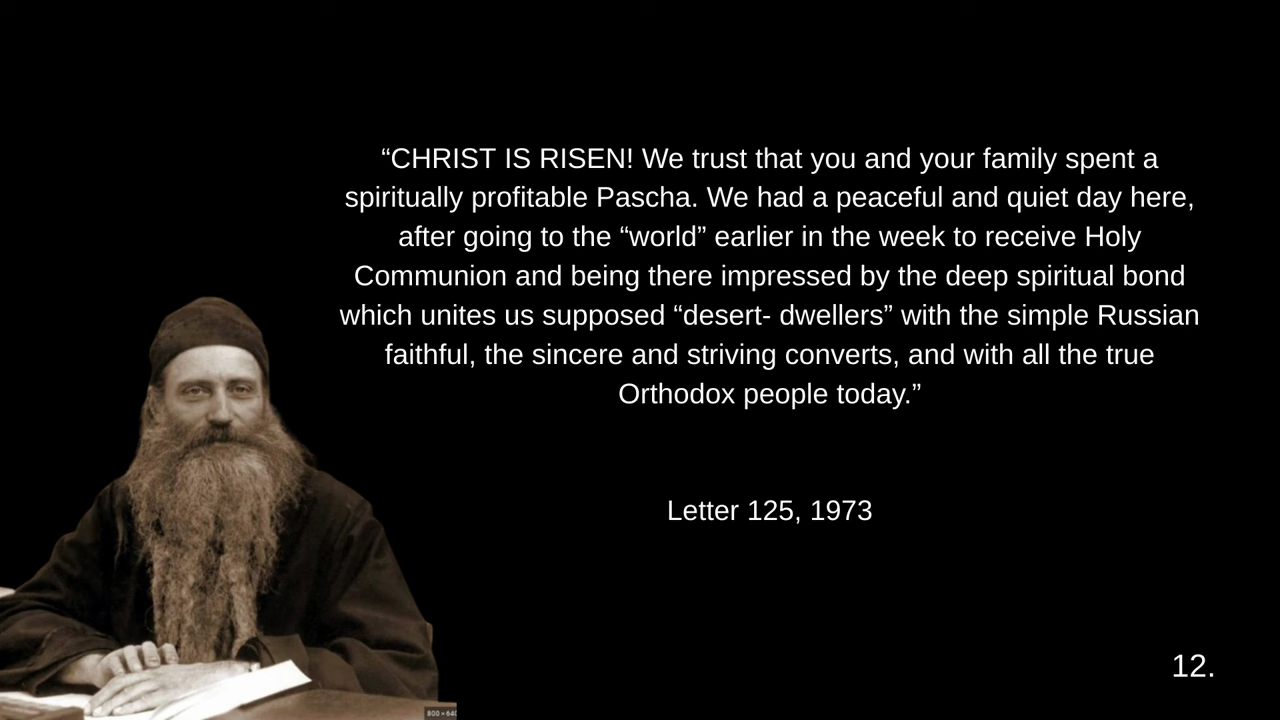 “CHRIST IS RISEN! We trust that you and your family spent a
spiritually profitable Pascha. We had a peaceful and quiet day here,
after going to the “world” earlier in the week to receive Holy
Communion and being there impressed by the deep spiritual bond
which unites us supposed “desert- dwellers” with the simple Russian
faithful, the sincere and striving converts, and with all the true
Orthodox people today.”
Letter 125, 1973
12.
800 × 640